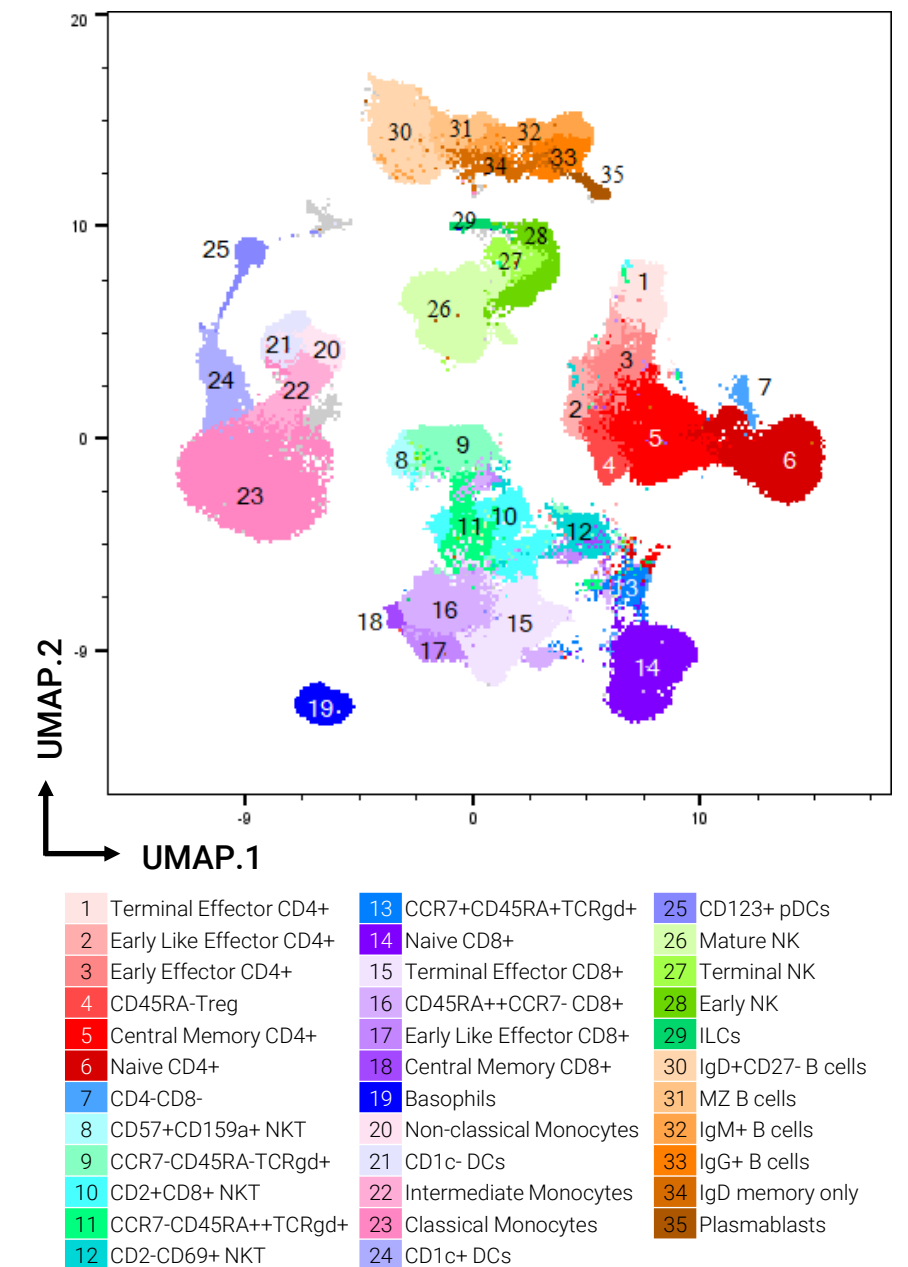 20
30
31
32
34
33
35
10
25
29
28
27
26
1
21
20
3
24
22
2
7
0
8
9
5
4
6
23
11
10
12
13
18
16
15
17
-9
14
19
-9
0
10
UMAP.2
UMAP.1
1 Terminal Effector CD4+
2 Early Like Effector CD4+
3 Early Effector CD4+
4 CD45RA-Treg
5 Central Memory CD4+
6 Naive CD4+
7 CD4-CD8-
8 CD57+CD159a+ NKT
9 CCR7-CD45RA-TCRgd+
10 CD2+CD8+ NKT
11 CCR7-CD45RA++TCRgd+
12 CD2-CD69+ NKT
13 CCR7+CD45RA+TCRgd+
14 Naive CD8+
15 Terminal Effector CD8+
16 CD45RA++CCR7- CD8+
17 Early Like Effector CD8+
18 Central Memory CD8+
19 Basophils
20 Non-classical Monocytes
21 CD1c- DCs
22 Intermediate Monocytes
23 Classical Monocytes
24 CD1c+ DCs
25 CD123+ pDCs
26 Mature NK
27 Terminal NK
28 Early NK
29 ILCs
30 IgD+CD27- B cells
31 MZ B cells
32 IgM+ B cells
33 IgG+ B cells
34 IgD memory only
35 Plasmablasts